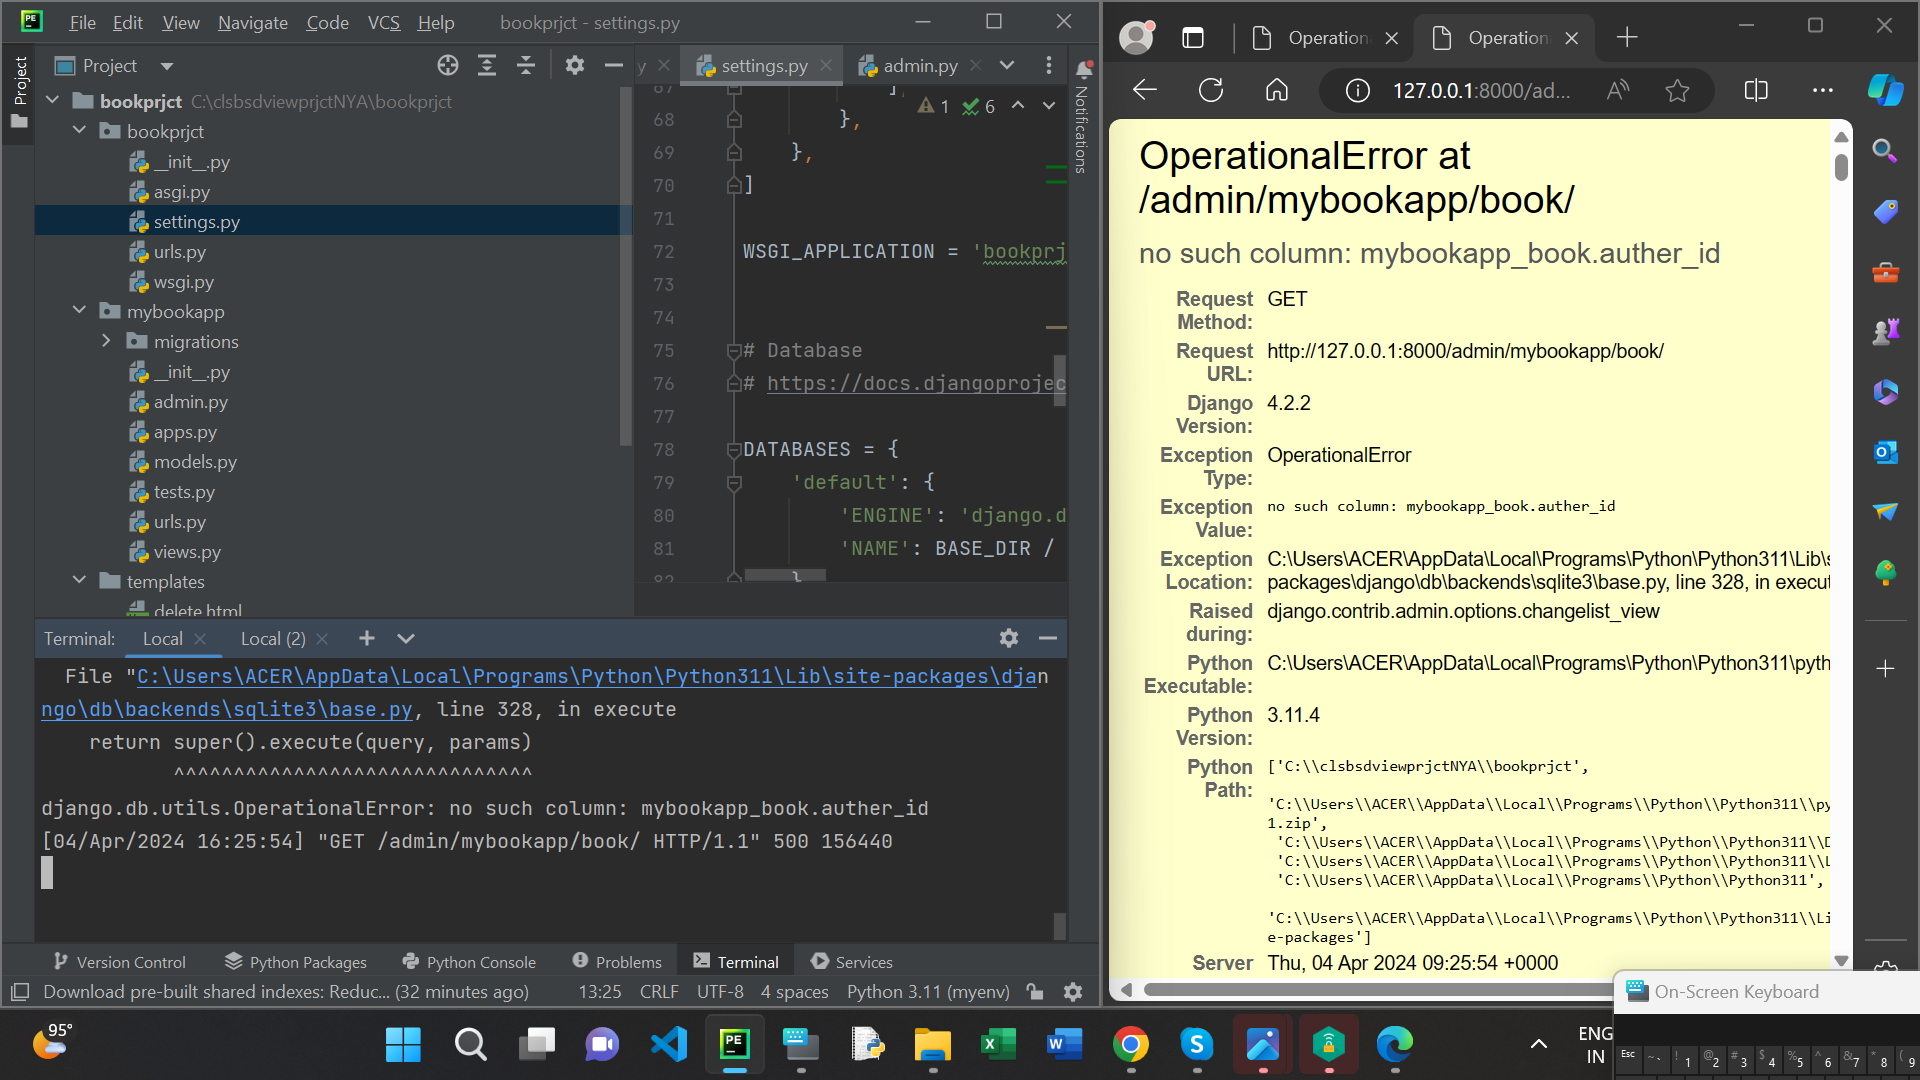 File Edit View Navigate Code VCS Help bookprjct - settings.py
Project
Project
settings.py
admin.py
bookprjct C:\clsbsdviewprjctNYA\bookprjct
bookprjct
__init__.py
asgi.py
settings.py
urls.py
wsgi.py
mybookapp
migrations
__init__.py
admin.py
apps.py
models.py
tests.py
urls.py
views.py
templates
delete.html
1 6
67 ],
68 },
69 },
70 ]
71
72 WSGI_APPLICATION = 'bookprj
73
74
75 # Database
76 # https://docs.djangoprojec
77
78 DATABASES = {
79 'default': {
80 'ENGINE': 'django.d
81 'NAME': BASE_DIR /
82 }
Notifications
Terminal: Local Local (2)
File "C:\Users\ACER\AppData\Local\Programs\Python\Python311\Lib\site-packages\djan
ngo\db\backends\sqlite3\base.py, line 328, in execute
return super().execute(query, params)
^^^^^^^^^^^^^^^^^^^^^^^^^^^^^^
django.db.utils.OperationalError: no such column: mybookapp_book.auther_id
[04/Apr/2024 16:25:54] "GET /admin/mybookapp/book/ HTTP/1.1" 500 156440
Version Control Python Packages Python Console Problems Terminal Services
Download pre-built shared indexes: Reduc... (32 minutes ago) 13:25 CRLF UTF-8 4 spaces Python 3.11 (myenv)
Operation Operation
127.0.0.1:8000/ad...
OperationalError at
/admin/mybookapp/book/
no such column: mybookapp_book.auther_id
Request GET
Method:
Request http://127.0.0.1:8000/admin/mybookapp/book/
URL:
Django 4.2.2
Version:
Exception OperationalError
Type:
Exception no such column: mybookapp_book.auther_id
Value:
Exception C:\Users\ACER\AppData\Local\Programs\Python\Python311\Lib\s
Location: packages\django\db\backends\sqlite3\base.py, line 328, in execut
Raised django.contrib.admin.options.changelist_view
during:
Python C:\Users\ACER\AppData\Local\Programs\Python\Python311\pyth
Executable:
Python 3.11.4
Version:
Python ['C:\\clsbsdviewprjctNYA\\bookprjct',
Path:
'C:\\Users\\ACER\\AppData\\Local\\Programs\\Python\\Python311\\py
1.zip',
'C:\\Users\\ACER\\AppData\\Local\\Programs\\Python\\Python311\\D
'C:\\Users\\ACER\\AppData\\Local\\Programs\\Python\\Python311\\L
'C:\\Users\\ACER\\AppData\\Local\\Programs\\Python\\Python311',
'C:\\Users\\ACER\\AppData\\Local\\Programs\\Python\\Python311\\Li
e-packages']
Server Thu, 04 Apr 2024 09:25:54 +0000
On-Screen Keyboard
95°
ENG
IN
Esc ~ ` ! 1 @ 2 # 3 $ 4 % 5 ^ 6 & 7 * 8 ( 9